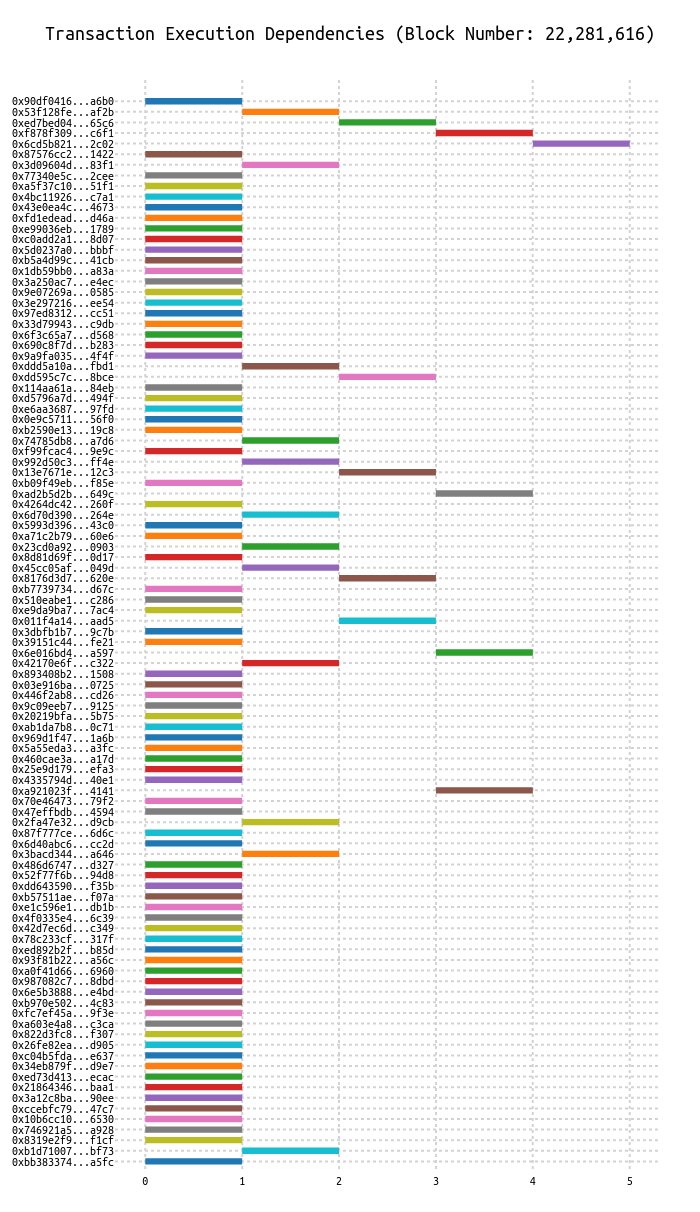 Transaction Execution Dependencies (Block Number: 22,281,616)
0x90df0416...a6b0
0x53f128fe...af2b
0xed7bed04...65c6
0xf878f309...c6f1
0x6cd5b821...2c02
0x87576cc2...1422
0x3d09604d...83f1
0x77340e5c...2cee
0xa5f37c10...51f1
0x4bc11926...c7a1
0x43e0ea4c...4673
0xfd1edead...d46a
0xe99036eb...1789
0xc0add2a1...8d07
0x5d0237a0...bbbf
0xb5a4d99c...41cb
0x1db59bb0...a83a
0x3a250ac7...e4ec
0x9e07269a...0585
0x3e297216...ee54
0x97ed8312...cc51
0x33d79943...c9db
0x6f3c65a7...d568
0x690c8f7d...b283
0x9a9fa035...4f4f
0xddd5a10a...fbd1
0xdd595c7c...8bce
0x114aa61a...84eb
0xd5796a7d...494f
0xe6aa3687...97fd
0x0e9c5711...56f0
0xb2590e13...19c8
0x74785db8...a7d6
0xf99fcac4...9e9c
0x992d50c3...ff4e
0x13e7671e...12c3
0xb09f49eb...f85e
0xad2b5d2b...649c
0x4264dc42...260f
0x6d70d390...264e
0x5993d396...43c0
0xa71c2b79...60e6
0x23cd0a92...0903
0x8d81d69f...0d17
0x45cc05af...049d
0x8176d3d7...620e
0xb7739734...d67c
0x510eabe1...c286
0xe9da9ba7...7ac4
0x011f4a14...aad5
0x3dbfb1b7...9c7b
0x39151c44...fe21
0x6e016bd4...a597
0x42170e6f...c322
0x893408b2...1508
0x03e916ba...0725
0x446f2ab8...cd26
0x9c09eeb7...9125
0x20219bfa...5b75
0xab1da7b8...0c71
0x969d1f47...1a6b
0x5a55eda3...a3fc
0x460cae3a...a17d
0x25e9d179...efa3
0x4335794d...40e1
0xa921023f...4141
0x70e46473...79f2
0x47effbdb...4594
0x2fa47e32...d9cb
0x87f777ce...6d6c
0x6d40abc6...cc2d
0x3bacd344...a646
0x486d6747...d327
0x52f77f6b...94d8
0xdd643590...f35b
0xb57511ae...f07a
0xe1c596e1...db1b
0x4f0335e4...6c39
0x42d7ec6d...c349
0x78c233cf...317f
0xed892b2f...b85d
0x93f81b22...a56c
0xa0f41d66...6960
0x987082c7...8dbd
0x6e5b3888...e4bd
0xb970e502...4c83
0xfc7ef45a...9f3e
0xa603e4a8...c3ca
0x822d3fc8...f307
0x26fe82ea...d905
0xc04b5fda...e637
0x34eb879f...d9e7
0xed73d413...ecac
0x21864346...baa1
0x3a12c8ba...90ee
0xccebfc79...47c7
0x10b6cc10...6530
0x746921a5...a928
0x8319e2f9...f1cf
0xb1d71007...bf73
0xbb383374...a5fc
0 1 2 3 4 5